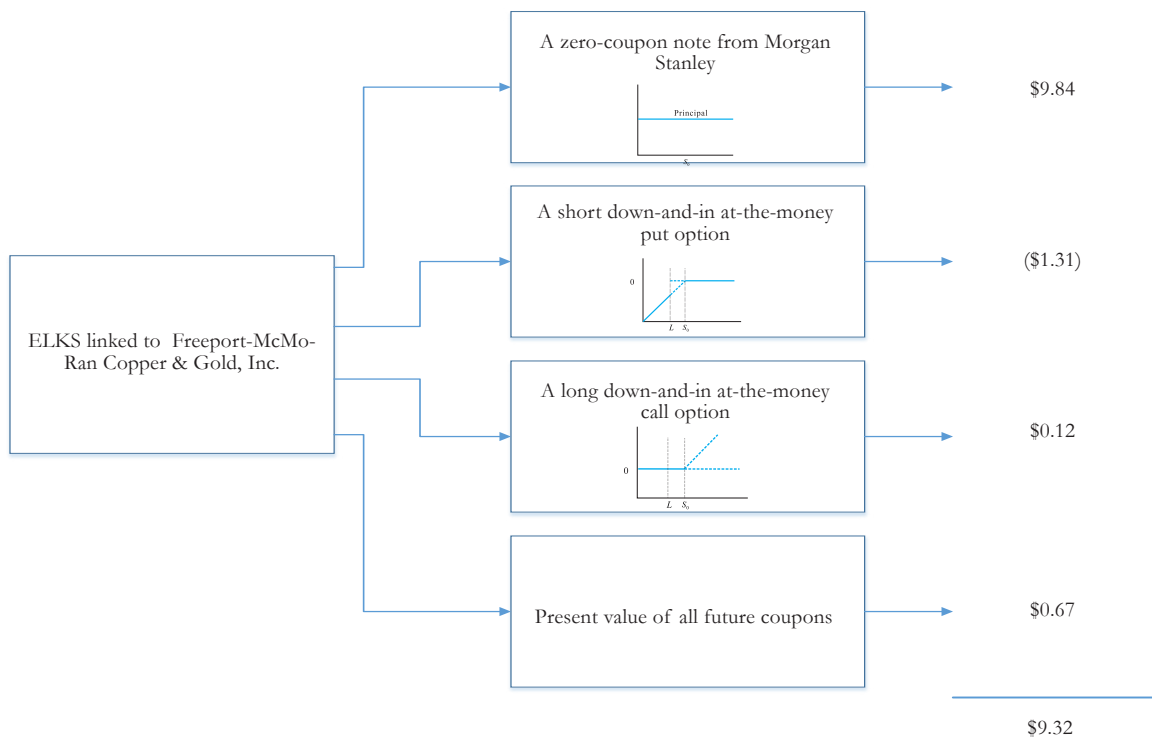 A zero-coupon note from Morgan
Stanley
Principal
S₀
$9.84
A short down-and-in at-the-money
put option
0
L S₀
($1.31)
ELKS linked to Freeport-McMo-
Ran Copper & Gold, Inc.
A long down-and-in at-the-money
call option
0
L S₀
$0.12
Present value of all future coupons
$0.67
$9.32